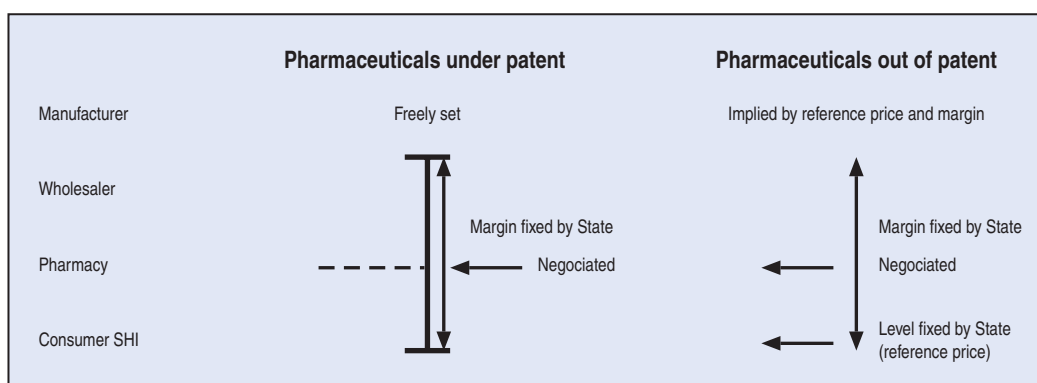 Pharmaceuticals under patent Pharmaceuticals out of patent
Manufacturer Freely set Implied by reference price and margin
Wholesaler
Margin fixed by State Margin fixed by State
Pharmacy Negociated Negociated
Consumer SHI Level fixed by State
(reference price)